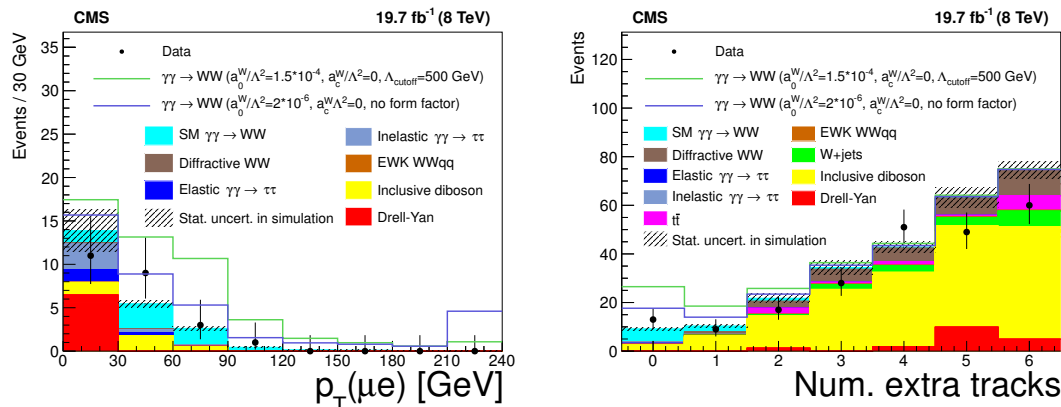 CMS 19.7 fb⁻¹ (8 TeV)
Events / 30 GeV
35
30
25
20
15
10
5
0
Data
γγ→WW (a₀ᵂ/Λ²=1.5*10⁻⁴, a_cᵂ/Λ²=0, Λ_cutoff=500 GeV)
γγ→WW (a₀ᵂ/Λ²=2*10⁻⁶, a_cᵂ/Λ²=0, no form factor)
SM γγ→WW Inelastic γγ→ττ
Diffractive WW EWK WWqq
Elastic γγ→ττ Inclusive diboson
Stat. uncert. in simulation Drell-Yan
0 30 60 90 120 150 180 210 240
p_T(μe) [GeV]
CMS 19.7 fb⁻¹ (8 TeV)
Events
120
100
80
60
40
20
0
Data
γγ→WW (a₀ᵂ/Λ²=1.5*10⁻⁴, a_cᵂ/Λ²=0, Λ_cutoff=500 GeV)
γγ→WW (a₀ᵂ/Λ²=2*10⁻⁶, a_cᵂ/Λ²=0, no form factor)
SM γγ→WW EWK WWqq
Diffractive WW W+jets
Elastic γγ→ττ Inclusive diboson
Inelastic γγ→ττ Drell-Yan
tt̄
Stat. uncert. in simulation
0 1 2 3 4 5 6
Num. extra tracks